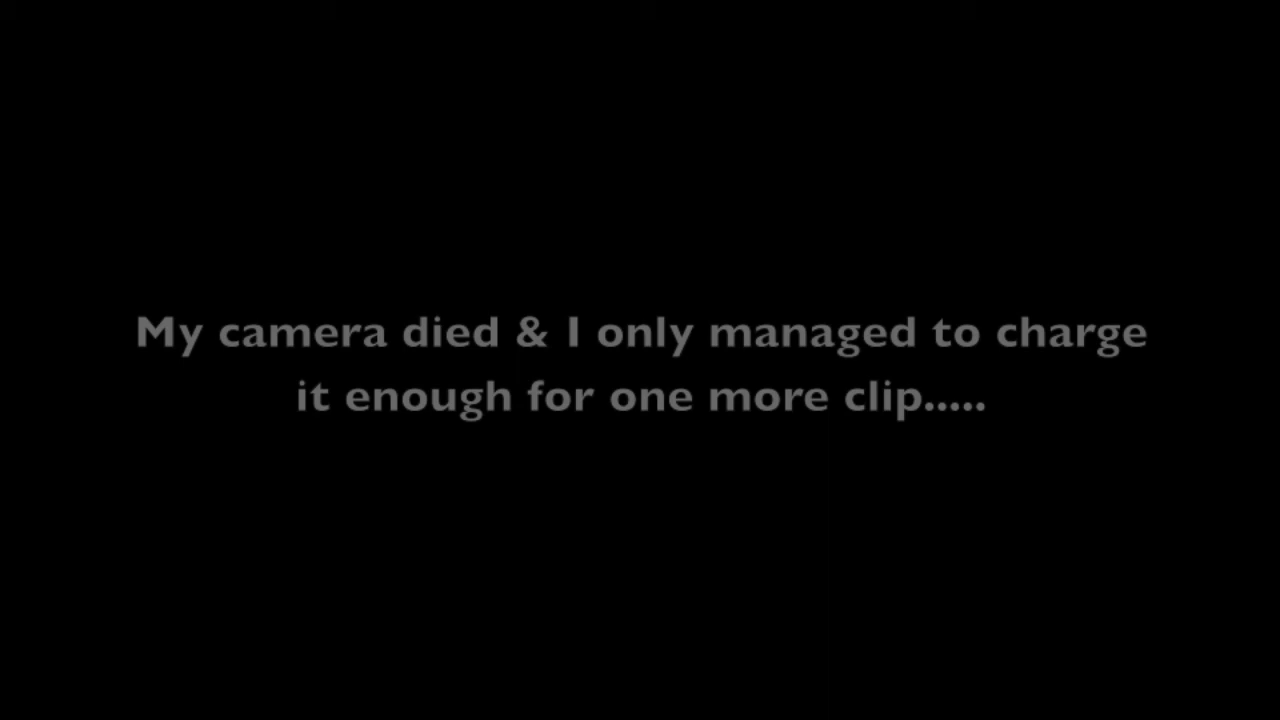 My camera died & I only managed to charge
it enough for one more clip.....